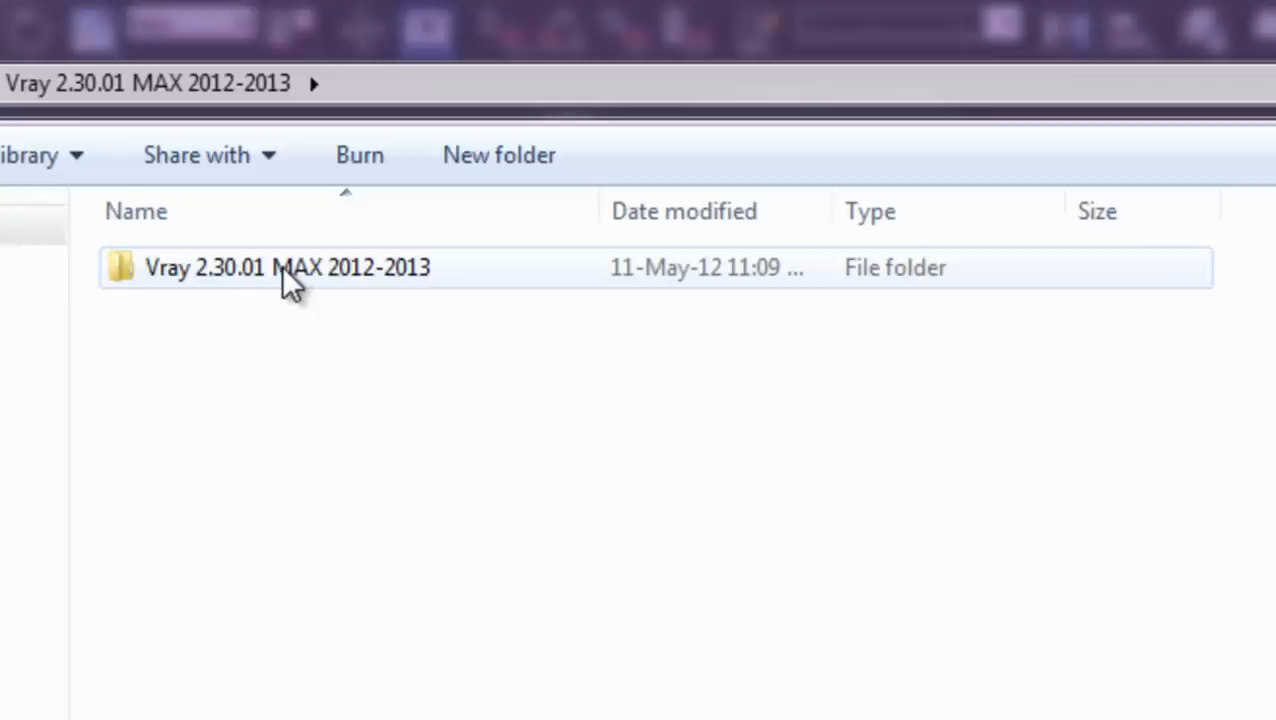 Vray 2.30.01 MAX 2012-2013
ibrary Share with Burn New folder
Name Date modified Type Size
Vray 2.30.01 MAX 2012-2013 11-May-12 11:09 ... File folder